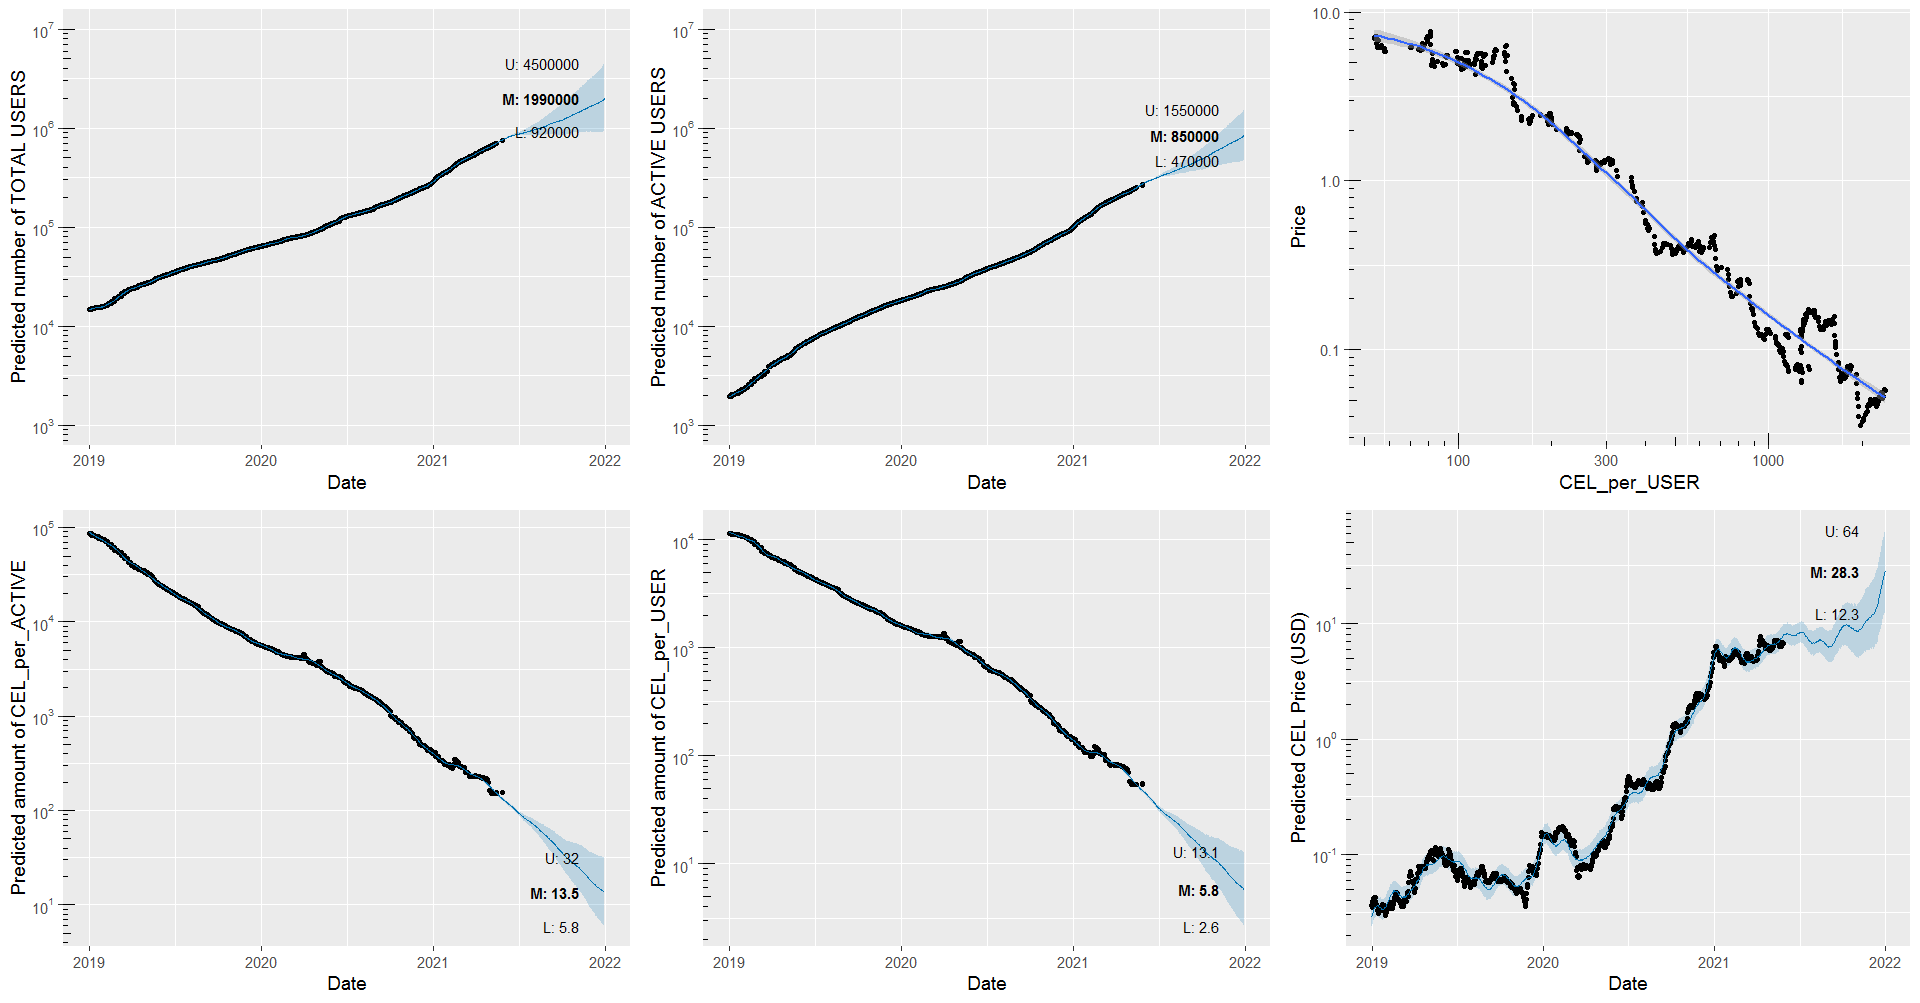 Predicted number of TOTAL USERS
10^7
10^6
10^5
10^4
10^3
U: 4500000
M: 1990000
L: 920000
2019 2020 2021 2022
Date
Predicted number of ACTIVE USERS
10^7
10^6
10^5
10^4
10^3
U: 1550000
M: 850000
L: 470000
2019 2020 2021 2022
Date
Price
10.0
1.0
0.1
100 300 1000
CEL_per_USER
Predicted amount of CEL_per_ACTIVE
10^5
10^4
10^3
10^2
10^1
U: 32
M: 13.5
L: 5.8
2019 2020 2021 2022
Date
Predicted amount of CEL_per_USER
10^4
10^3
10^2
10^1
U: 13.1
M: 5.8
L: 2.6
2019 2020 2021 2022
Date
Predicted CEL Price (USD)
10^1
10^0
10^-1
U: 64
M: 28.3
L: 12.3
2019 2020 2021 2022
Date